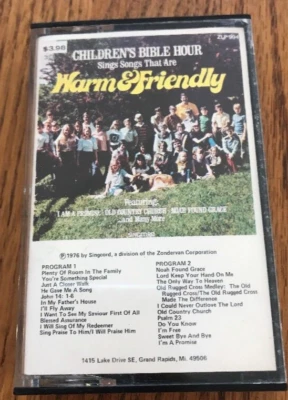 $3.98
CHILDREN'S BIBLE HOUR
Sings Songs That Are
Warm & Friendly
Featuring:
I AM A PROMISE · OLD COUNTRY CHURCH · NOAH FOUND GRACE
...and Many More
Ⓟ1976 by Singcord, a division of the Zondervan Corporation
PROGRAM 1
Plenty Of Room In The Family
You're Something Special
Just A Closer Walk
He Gave Me A Song
John 14: 1-6
In My Father's House
I'll Fly Away
I Want To See My Saviour First Of All
Blessed Assurance
I Will Sing Of My Redeemer
Sing Praise To Him/I Will Praise Him
PROGRAM 2
Noah Found Grace
Lord Keep Your Hand On Me
The Only Way To Heaven
Old Rugged Cross Medley: The Old
Rugged Cross/The Old Rugged Cross
Made The Difference
I Could Never Outlove The Lord
Old Country Church
Psalm 23
Do You Know
I'm Free
Sweet Bye And Bye
I'm A Promise
1415 Lake Drive SE, Grand Rapids, MI. 49506